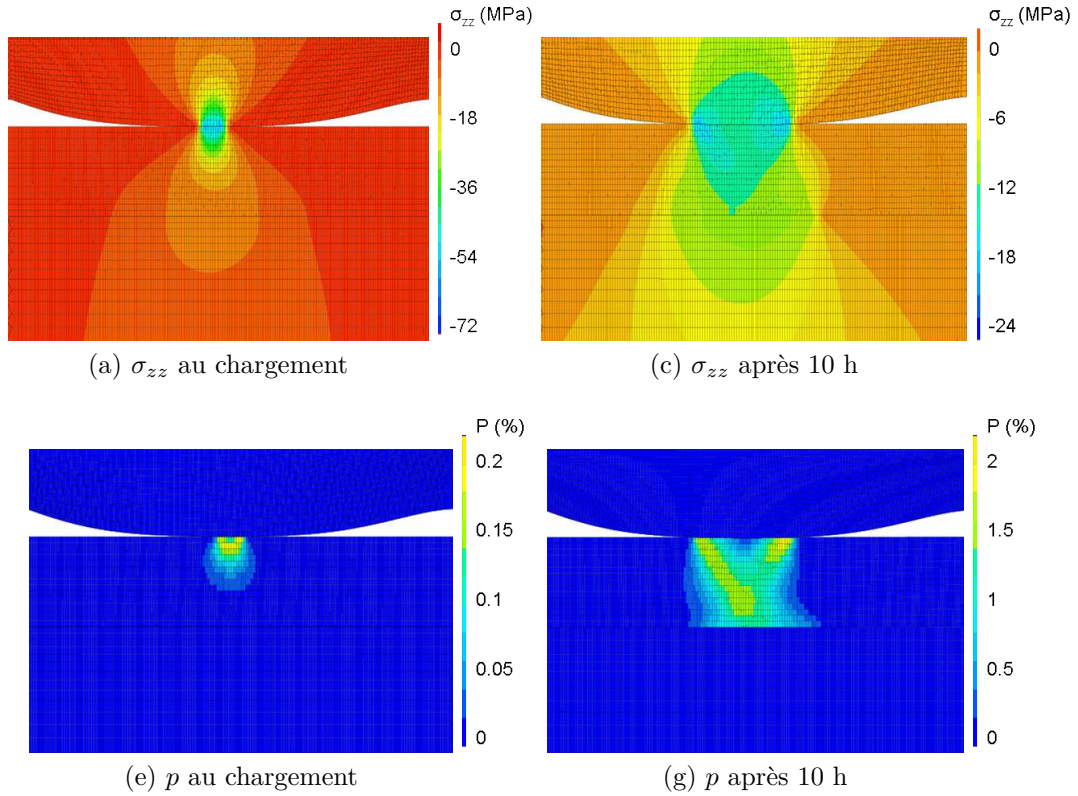 σzz (MPa)
0
-18
-36
-54
-72
(a) σzz au chargement
σzz (MPa)
0
-6
-12
-18
-24
(c) σzz après 10 h
P (%)
0.2
0.15
0.1
0.05
0
(e) p au chargement
P (%)
2
1.5
1
0.5
0
(g) p après 10 h